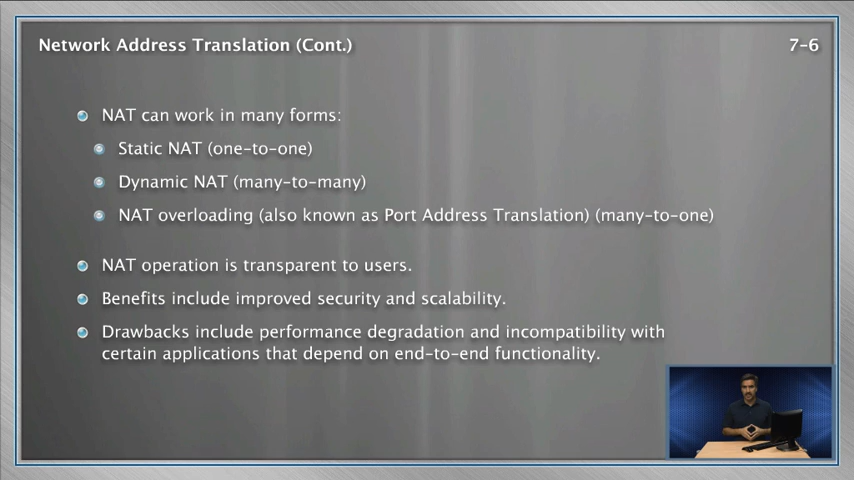 Network Address Translation (Cont.)
7-6
NAT can work in many forms:
Static NAT (one-to-one)
Dynamic NAT (many-to-many)
NAT overloading (also known as Port Address Translation) (many-to-one)
NAT operation is transparent to users.
Benefits include improved security and scalability.
Drawbacks include performance degradation and incompatibility with
certain applications that depend on end-to-end functionality.